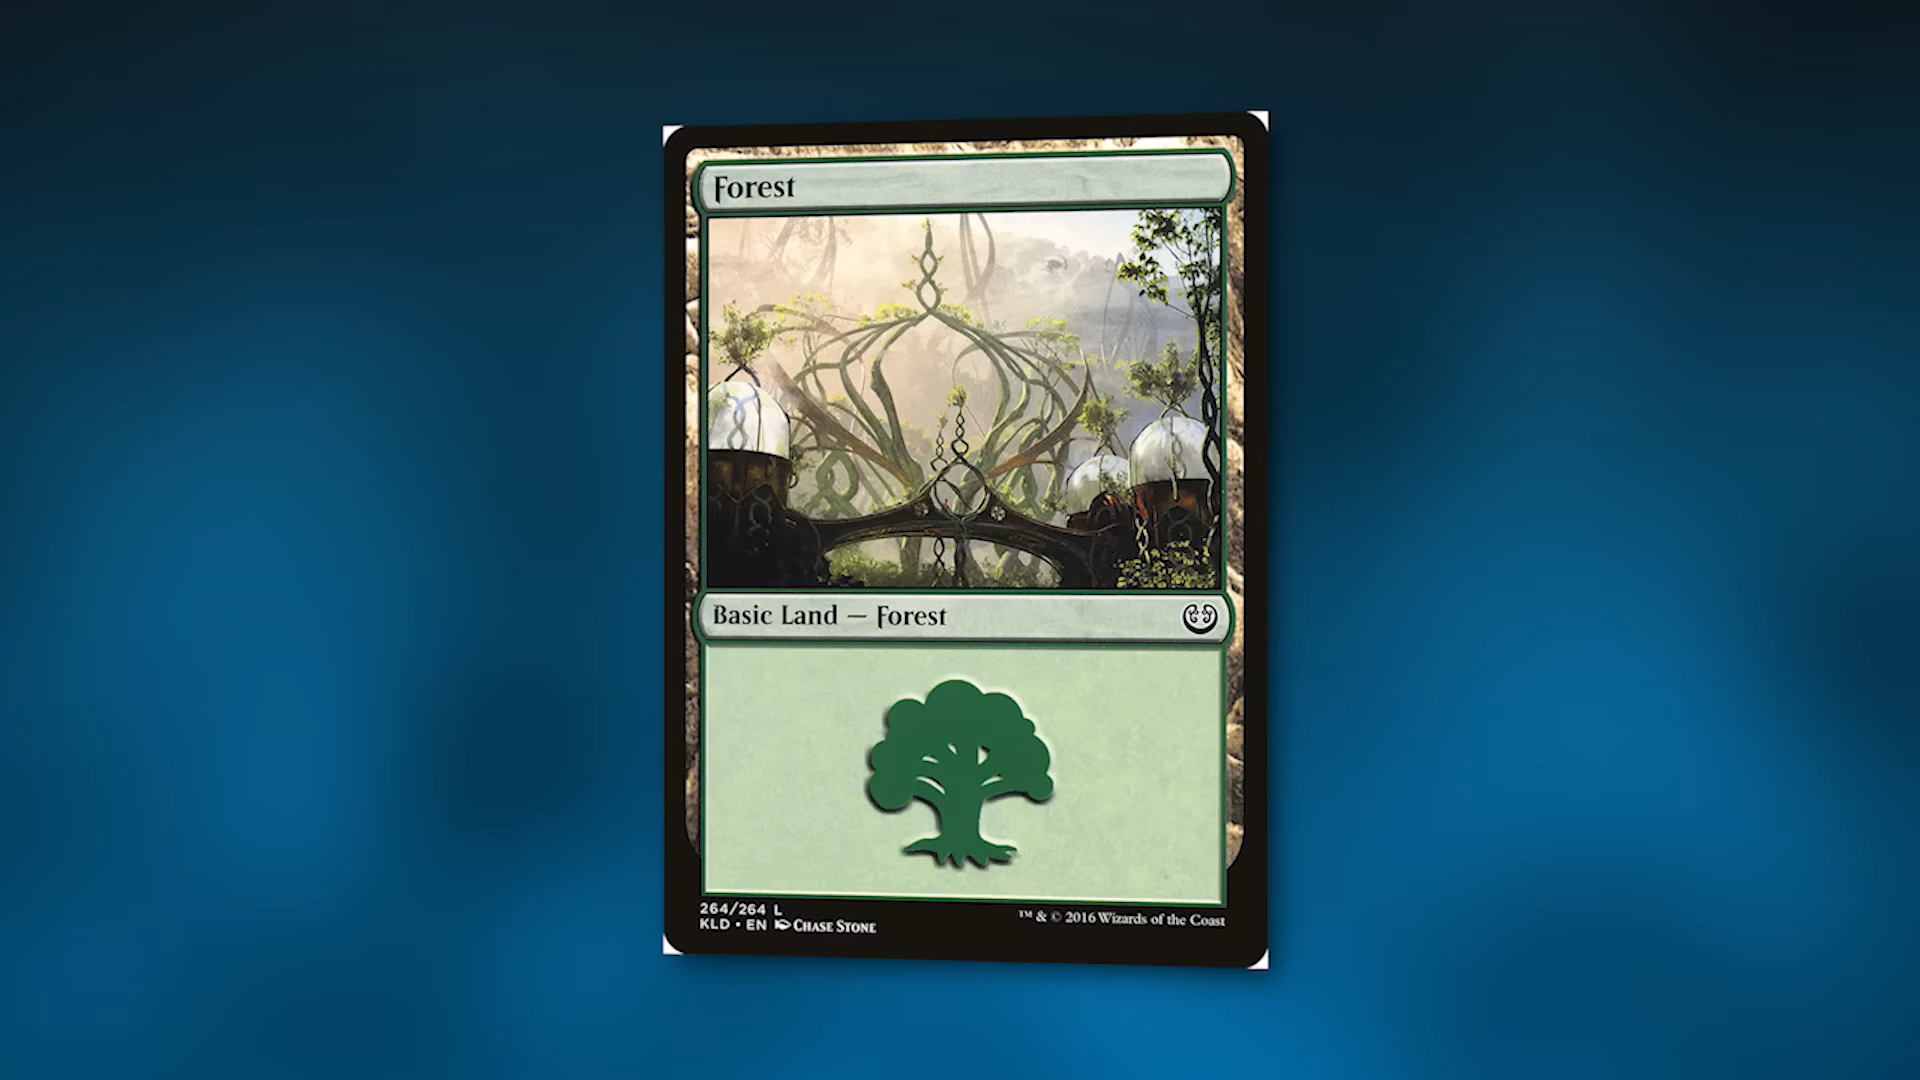 Forest
Basic Land — Forest
264/264 L
KLD • EN Chase Stone
™ & © 2016 Wizards of the Coast